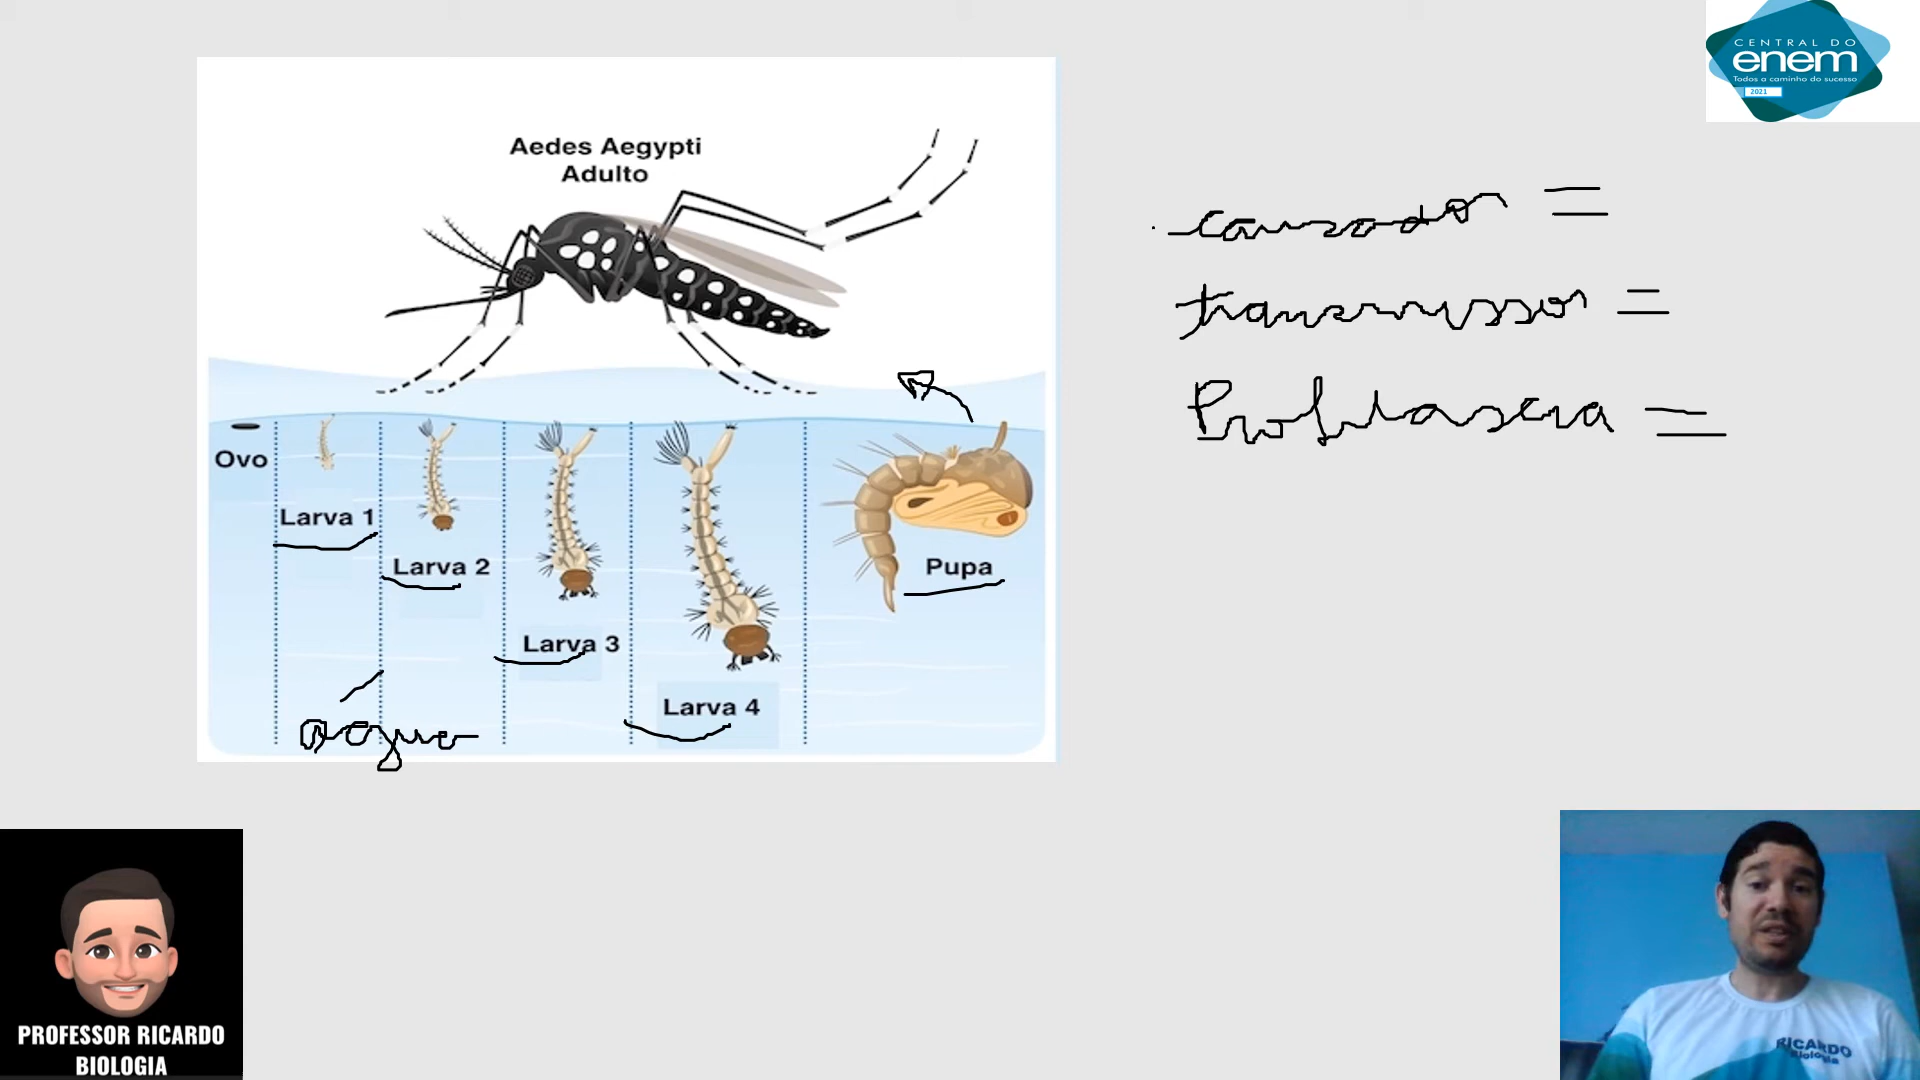 CENTRAL DO
enem
Todos a caminho do sucesso
2021
Aedes Aegypti
Adulto
causador =
transmissor =
Profilaxia =
Ovo
Larva 1
Larva 2
Larva 3
Larva 4
Pupa
água
PROFESSOR RICARDO
BIOLOGIA
RICARDO
Biologia